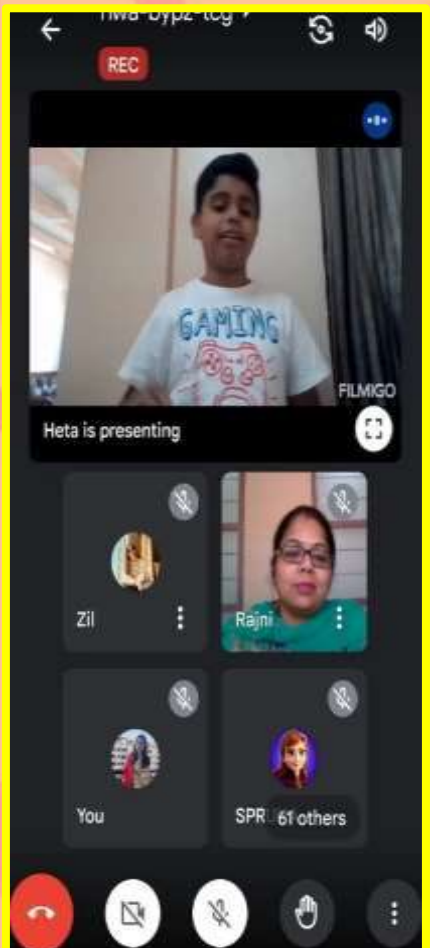 REC
GAMING
FILMIGO
Heta is presenting
Zil
Rajni
You
SPR
61 others